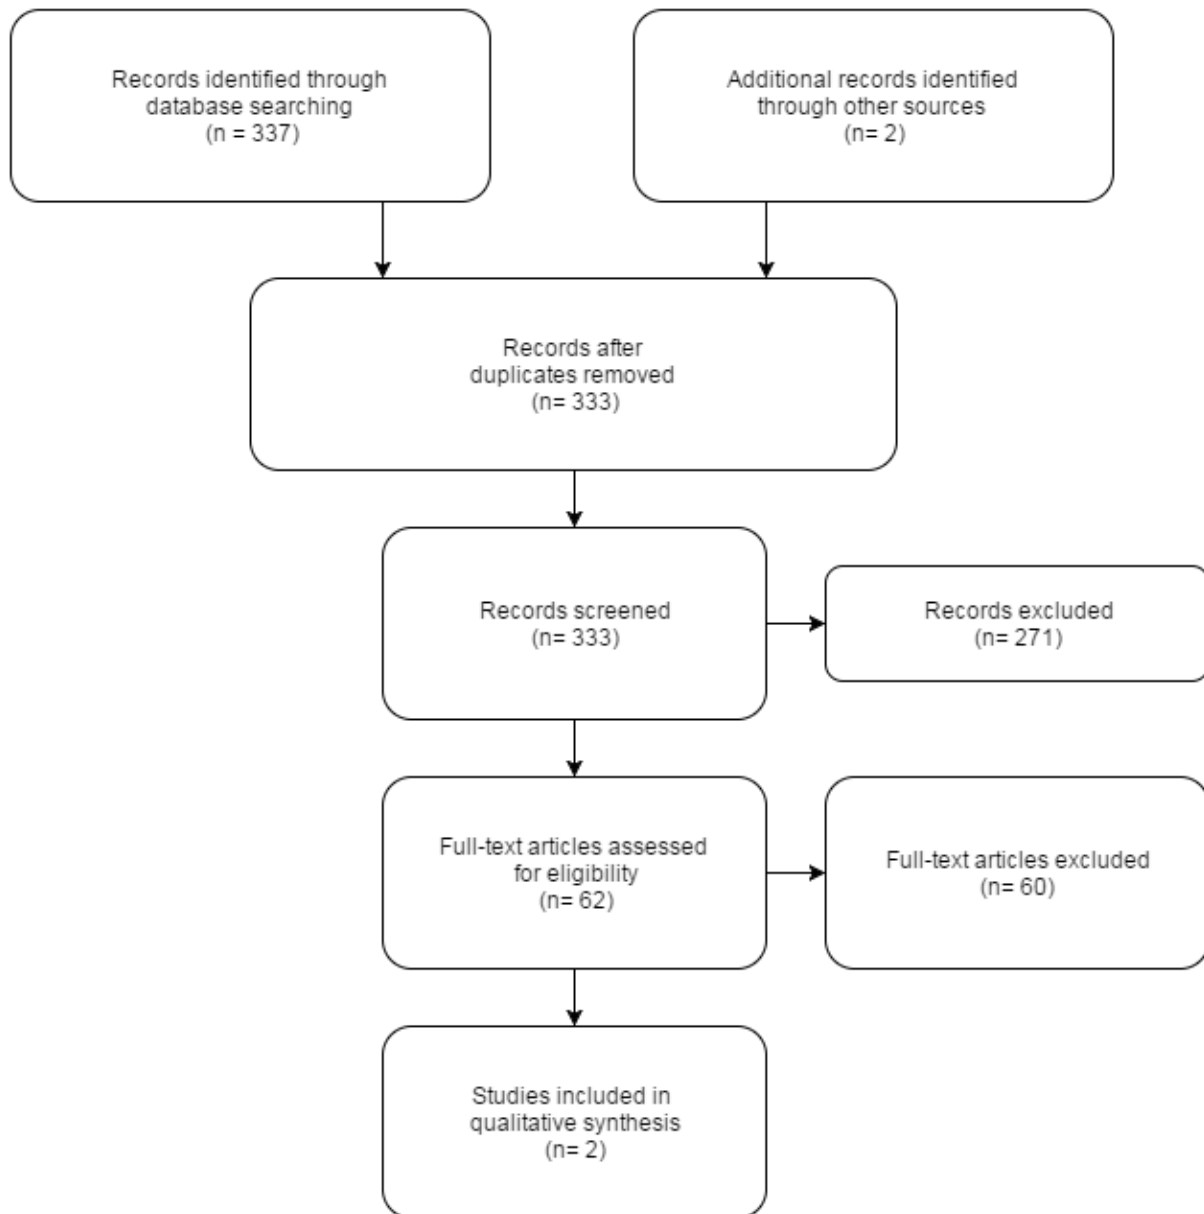 Records identified through
database searching
(n = 337)
Additional records identified
through other sources
(n= 2)
Records after
duplicates removed
(n= 333)
Records screened
(n= 333)
Records excluded
(n= 271)
Full-text articles assessed
for eligibility
(n= 62)
Full-text articles excluded
(n= 60)
Studies included in
qualitative synthesis
(n= 2)